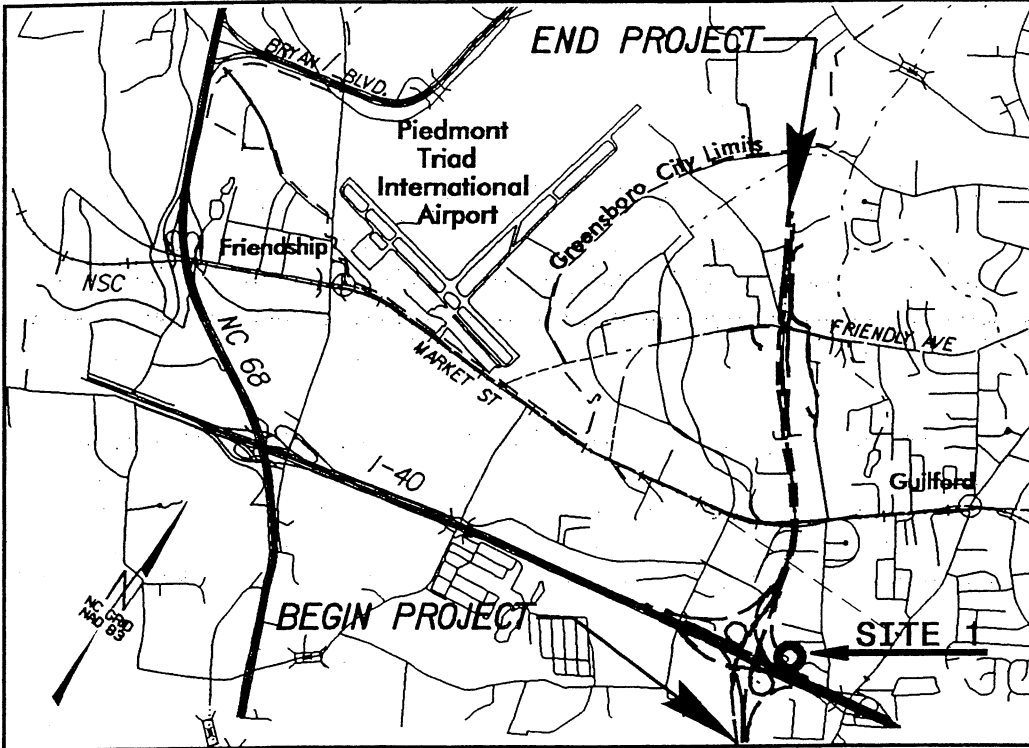 END PROJECT
BRYAN BLVD.
Piedmont
Triad
International
Airport
Greensboro City Limits
Friendship
NSC
NC 68
MARKET ST
FRIENDLY AVE
I-40
Guilford
N
NC GRID
NAD 83
BEGIN PROJECT
SITE 1